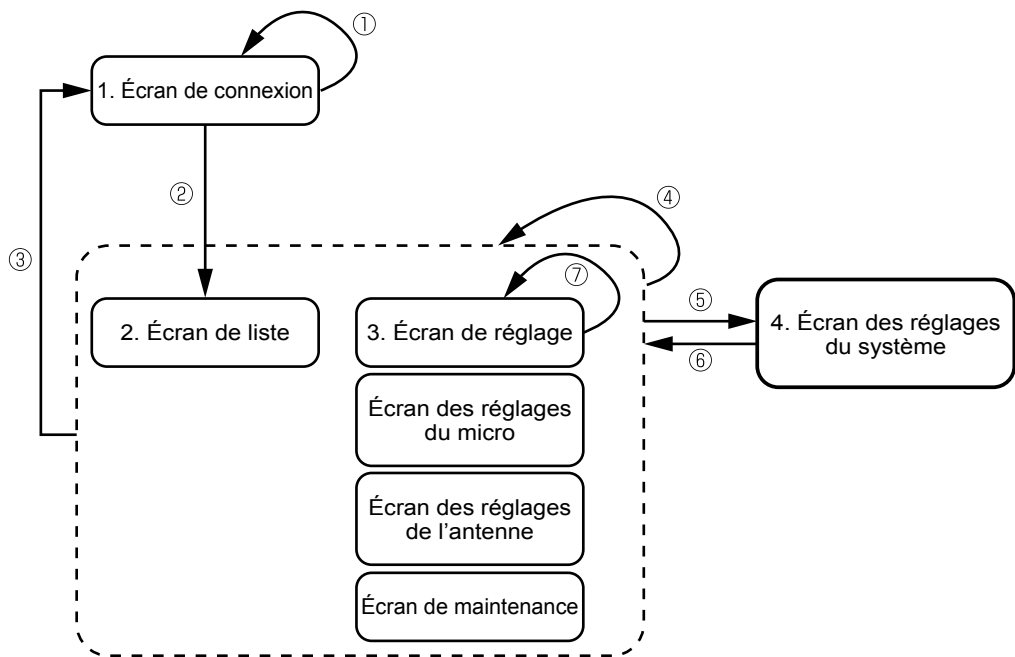 ①
1. Écran de connexion
②
③
④
⑦
2. Écran de liste
3. Écran de réglage
⑤
⑥
4. Écran des réglages
du système
Écran des réglages
du micro
Écran des réglages
de l’antenne
Écran de maintenance